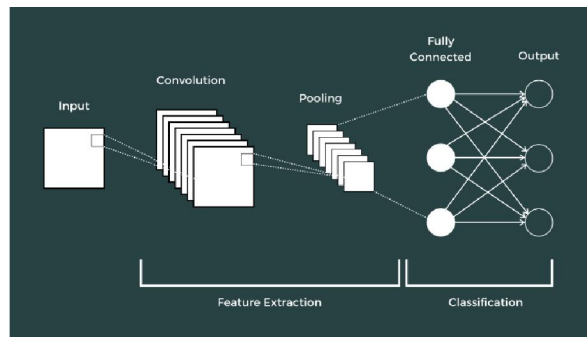 Input
Convolution
Pooling
Fully
Connected
Output
Feature Extraction
Classification